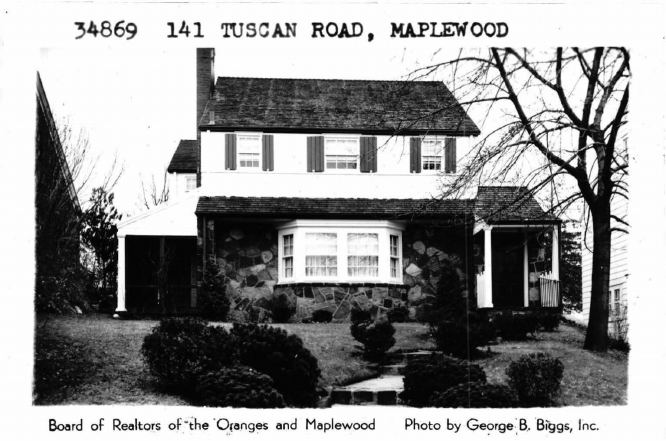 34869 141 TUSCAN ROAD, MAPLEWOOD
Board of Realtors of the Oranges and Maplewood Photo by George B. Biggs, Inc.